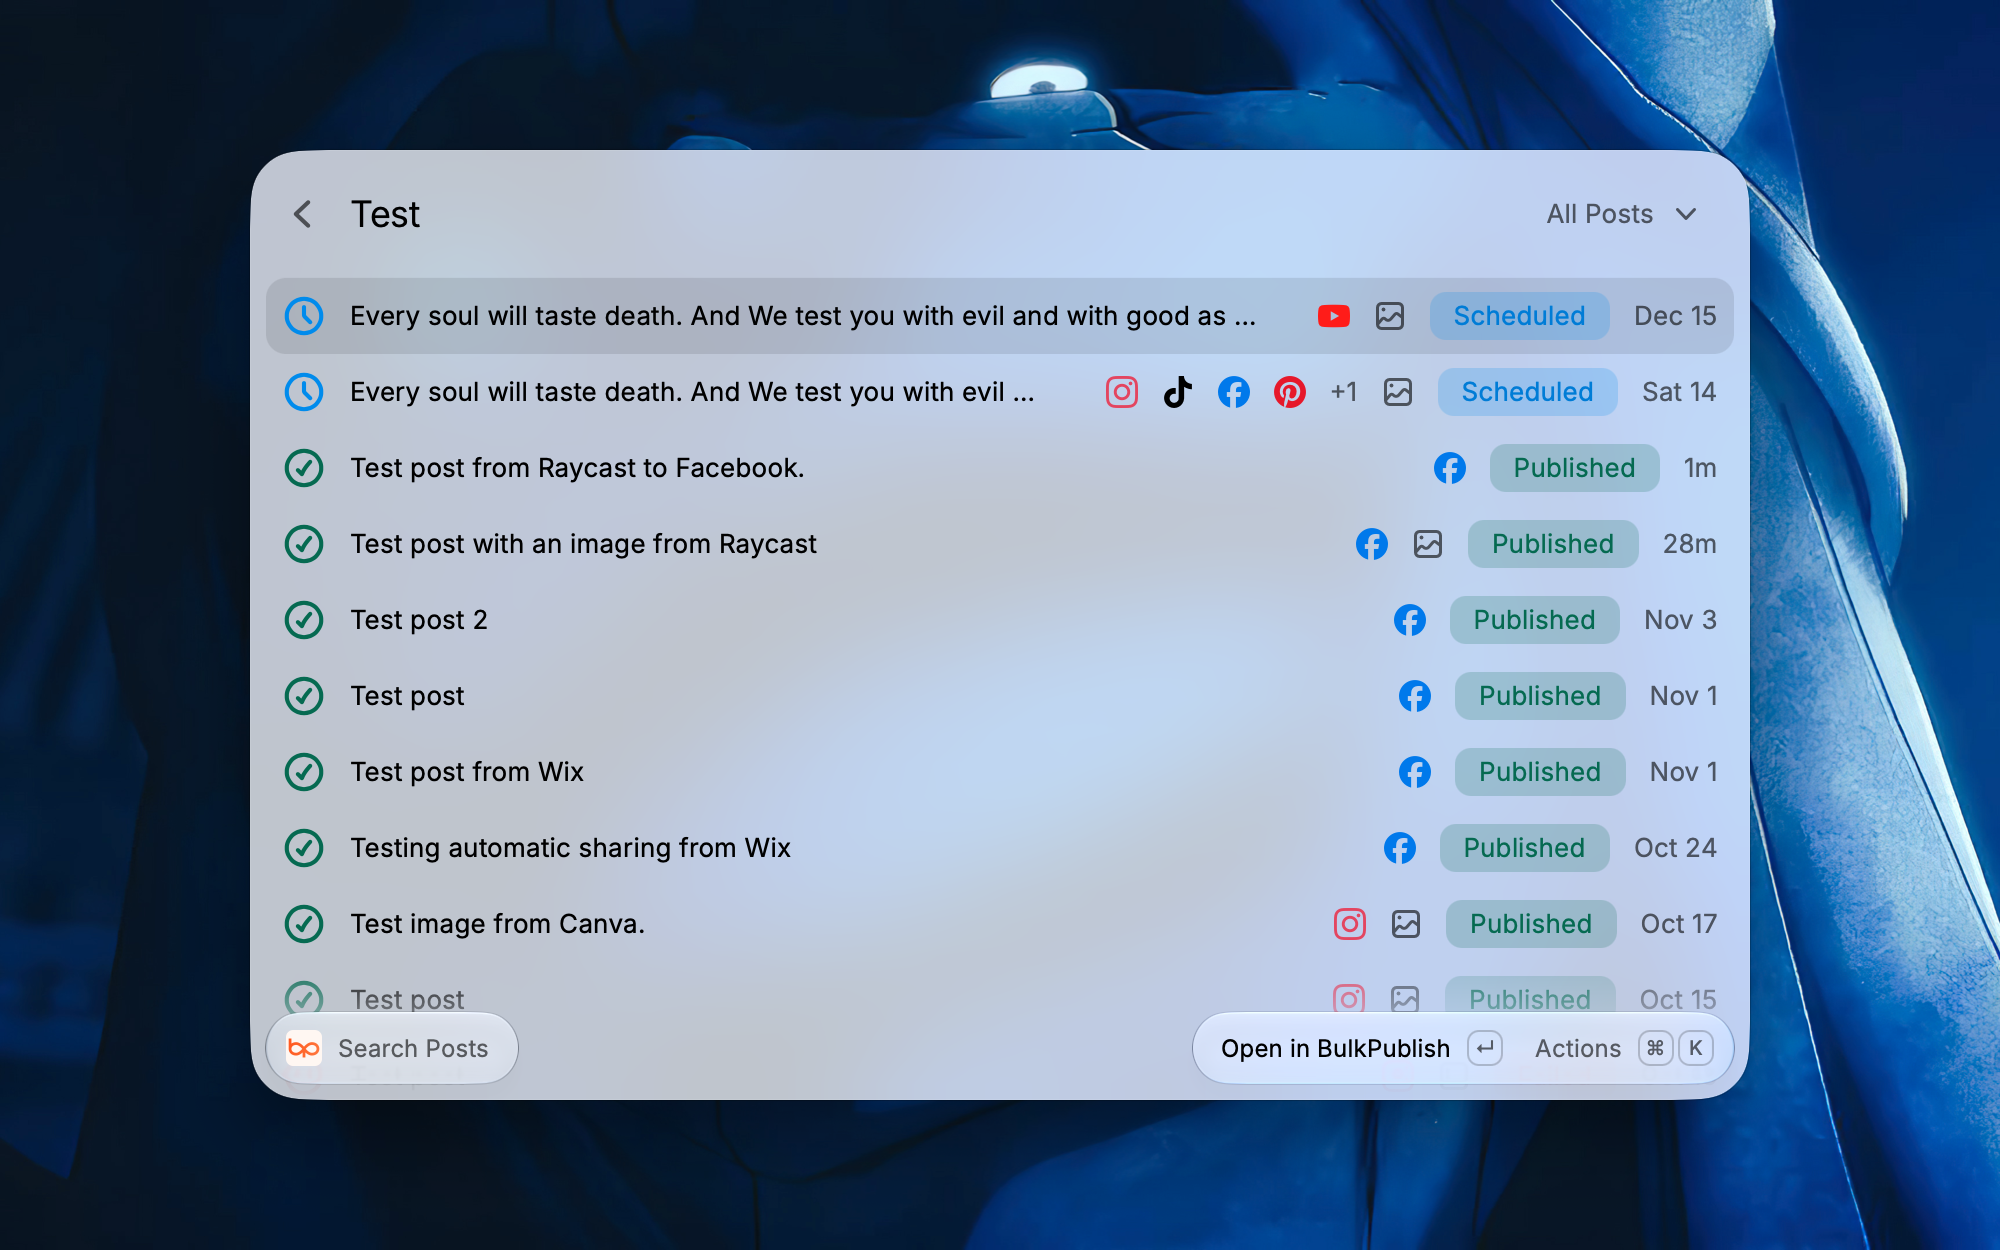 Test
All Posts
Every soul will taste death. And We test you with evil and with good as ... Scheduled Dec 15
Every soul will taste death. And We test you with evil ... +1 Scheduled Sat 14
Test post from Raycast to Facebook. Published 1m
Test post with an image from Raycast Published 28m
Test post 2 Published Nov 3
Test post Published Nov 1
Test post from Wix Published Nov 1
Testing automatic sharing from Wix Published Oct 24
Test image from Canva. Published Oct 17
Test post Published Oct 15
bp Search Posts
Open in BulkPublish ↵ Actions ⌘ K